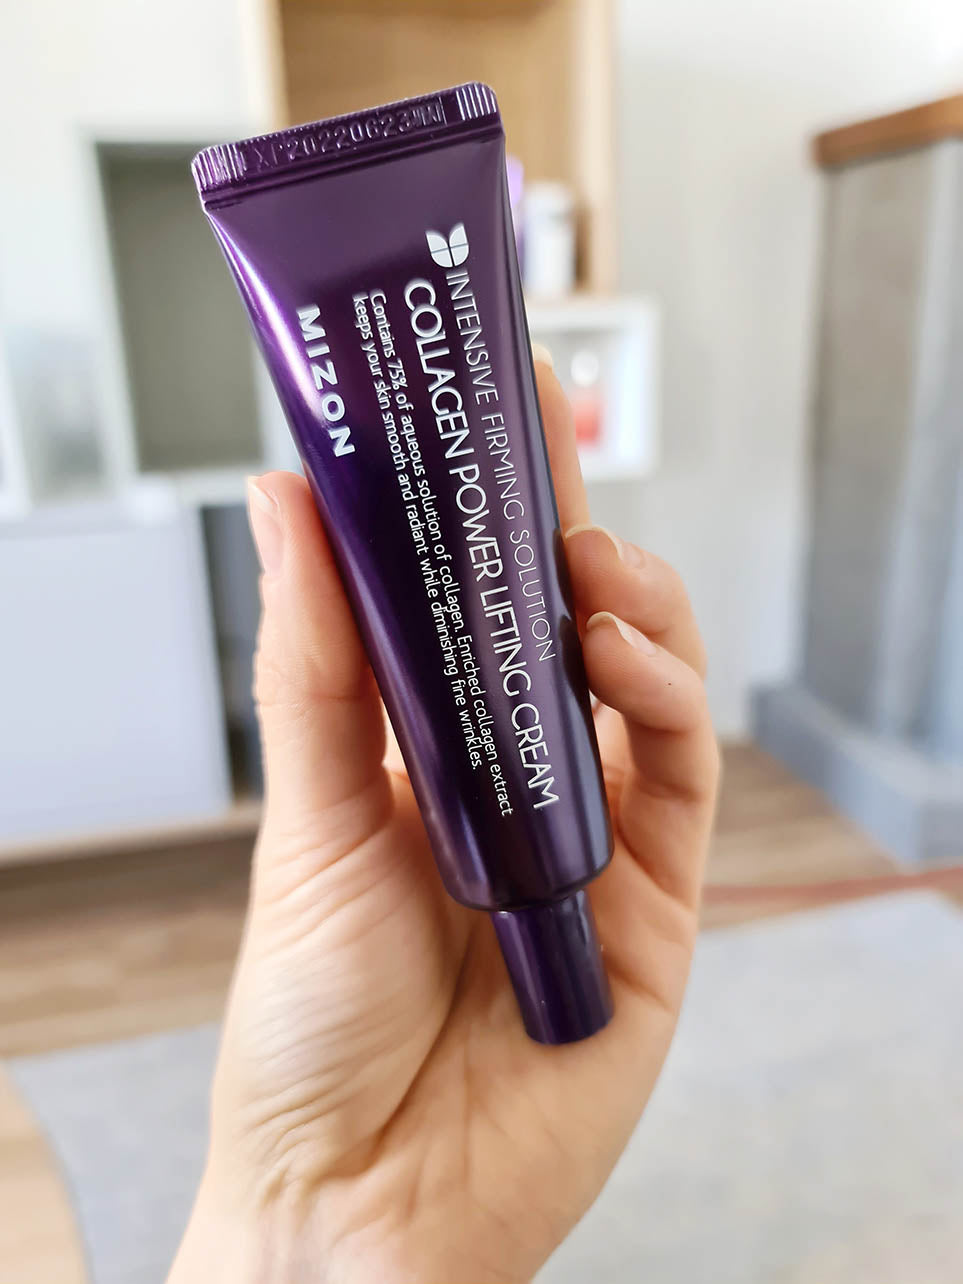 EXP20220623
INTENSIVE FIRMING SOLUTION
COLLAGEN POWER LIFTING CREAM
Contains 75% of aqueous solution of collagen. Enriched collagen extract
keeps your skin smooth and radiant while diminishing fine wrinkles.
MIZON